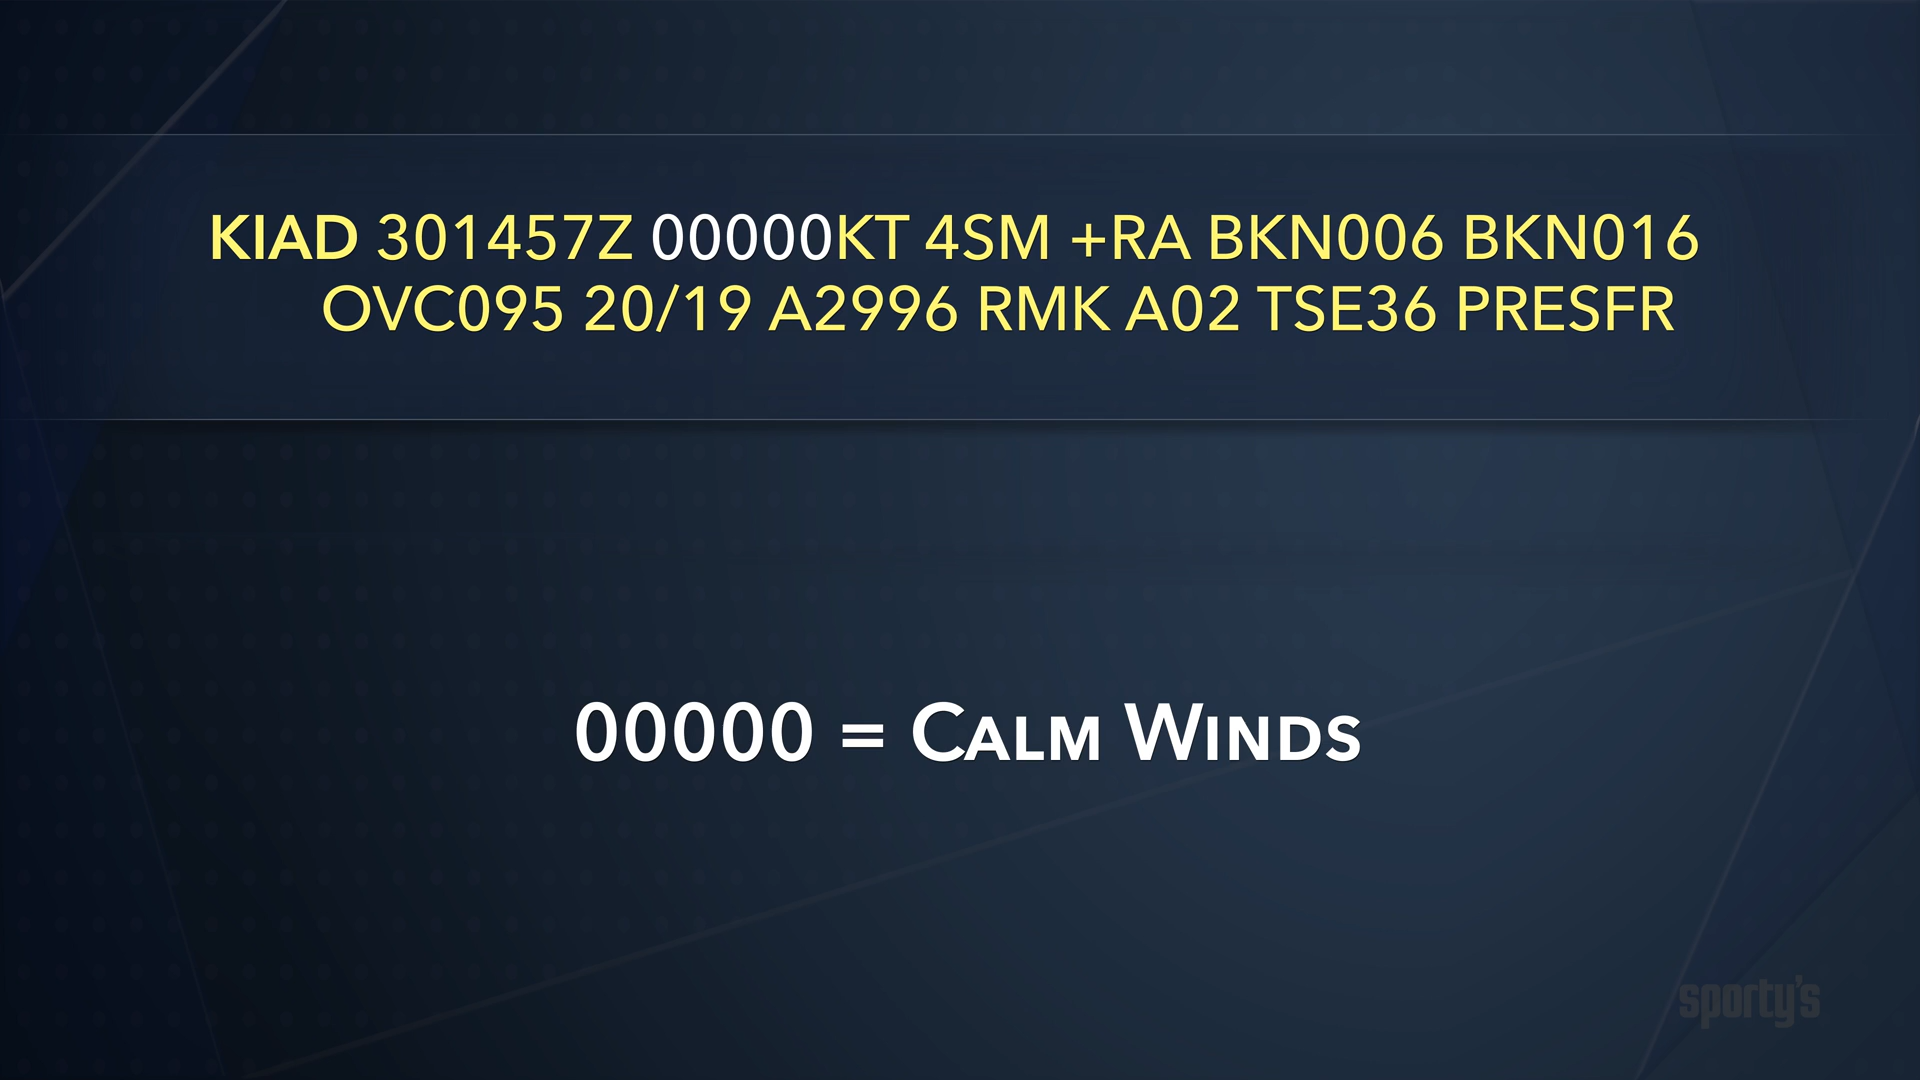 KIAD 301457Z 00000KT 4SM +RA BKN006 BKN016
OVC095 20/19 A2996 RMK A02 TSE36 PRESFR
00000 = Calm Winds
sporty's